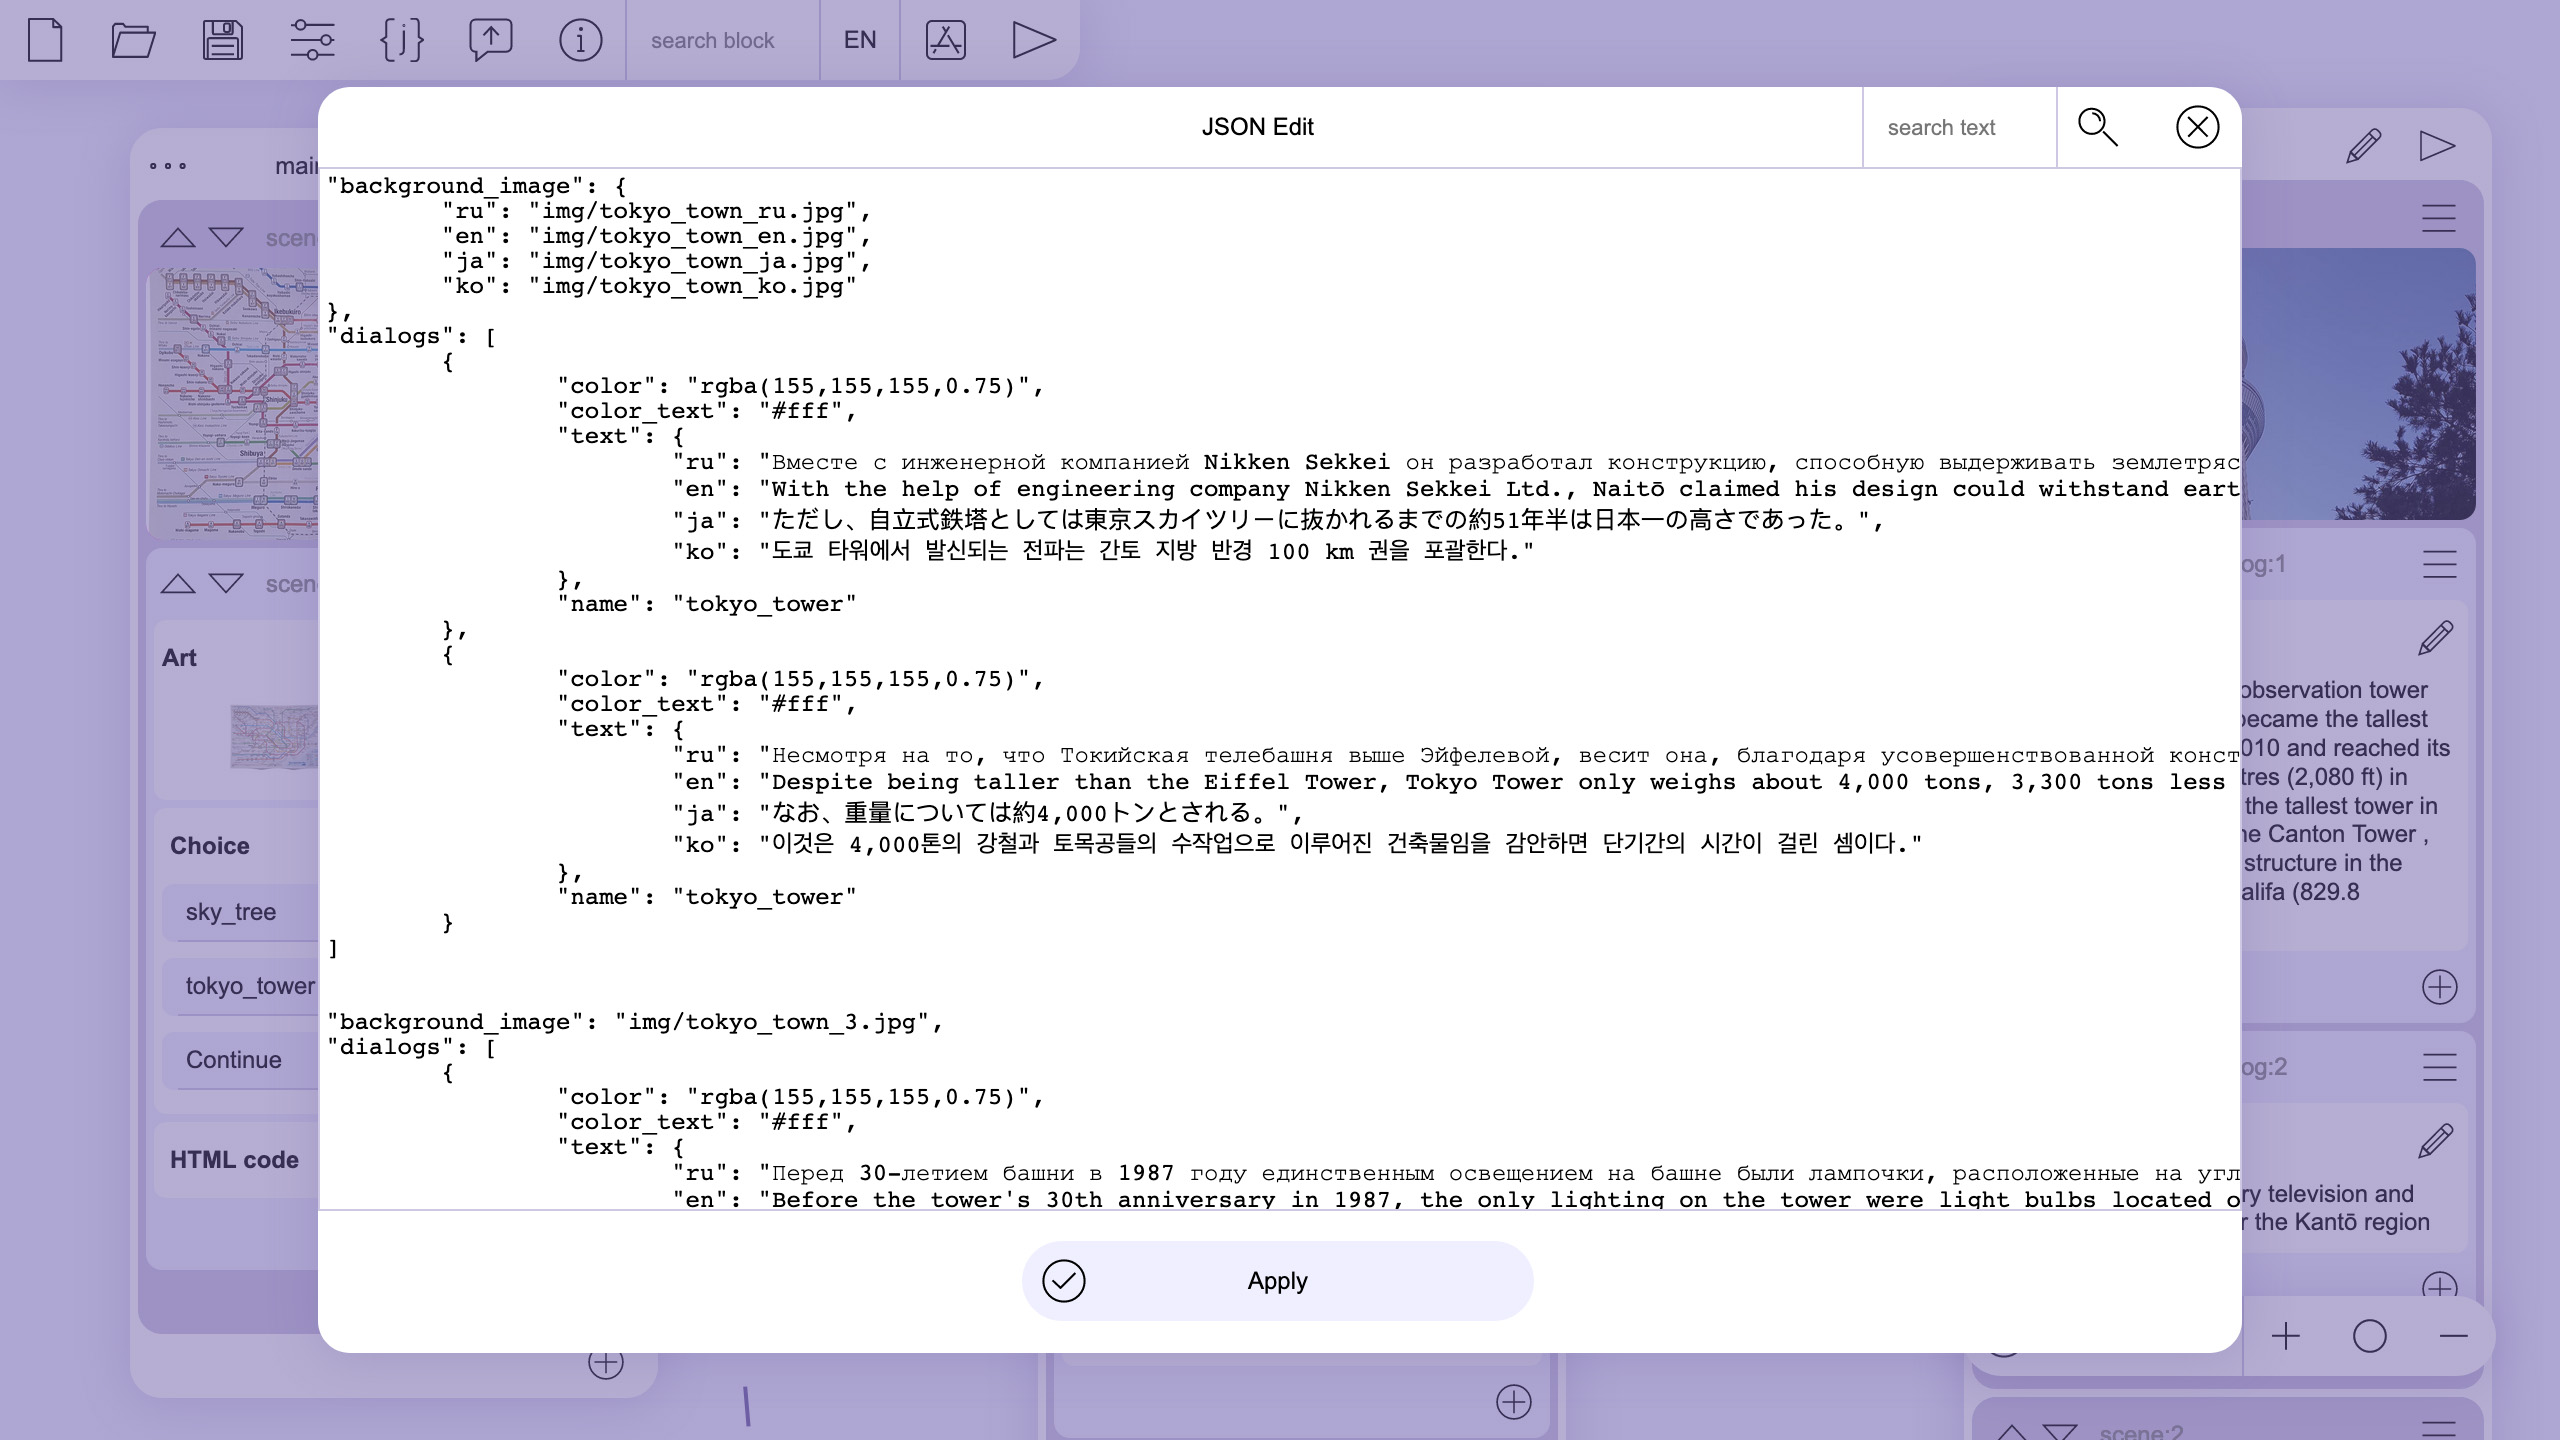 search block
EN
JSON Edit
search text
"background_image": {
"ru": "img/tokyo_town_ru.jpg",
"en": "img/tokyo_town_en.jpg",
"ja": "img/tokyo_town_ja.jpg",
"ko": "img/tokyo_town_ko.jpg"
},
"dialogs": [
{
"color": "rgba(155,155,155,0.75)",
"color_text": "#fff",
"text": {
"ru": "Вместе с инженерной компанией Nikken Sekkei он разработал конструкцию, способную выдерживать землетряс
"en": "With the help of engineering company Nikken Sekkei Ltd., Naitō claimed his design could withstand eart
"ja": "ただし、自立式鉄塔としては東京スカイツリーに抜かれるまでの約51年半は日本一の高さであった。",
"ko": "도쿄 타워에서 발신되는 전파는 간토 지방 반경 100 km 권을 포괄한다."
},
"name": "tokyo_tower"
},
{
"color": "rgba(155,155,155,0.75)",
"color_text": "#fff",
"text": {
"ru": "Несмотря на то, что Токийская телебашня выше Эйфелевой, весит она, благодаря усовершенствованной конст
"en": "Despite being taller than the Eiffel Tower, Tokyo Tower only weighs about 4,000 tons, 3,300 tons less
"ja": "なお、重量については約4,000トンとされる。",
"ko": "이것은 4,000톤의 강철과 토목공들의 수작업으로 이루어진 건축물임을 감안하면 단기간의 시간이 걸린 셈이다."
},
"name": "tokyo_tower"
}
]
"background_image": "img/tokyo_town_3.jpg",
"dialogs": [
{
"color": "rgba(155,155,155,0.75)",
"color_text": "#fff",
"text": {
"ru": "Перед 30-летием башни в 1987 году единственным освещением на башне были лампочки, расположенные на угл
"en": "Before the tower's 30th anniversary in 1987, the only lighting on the tower were light bulbs located o
Apply
mai
scen
Ikebukuro
Shinjuku
Shibuya
scen
Art
Choice
sky_tree
tokyo_tower
Continue
HTML code
og:1
observation tower
became the tallest
010 and reached its
tres (2,080 ft) in
the tallest tower in
ne Canton Tower ,
structure in the
alifa (829.8
og:2
ry television and
r the Kantō region
scene:2